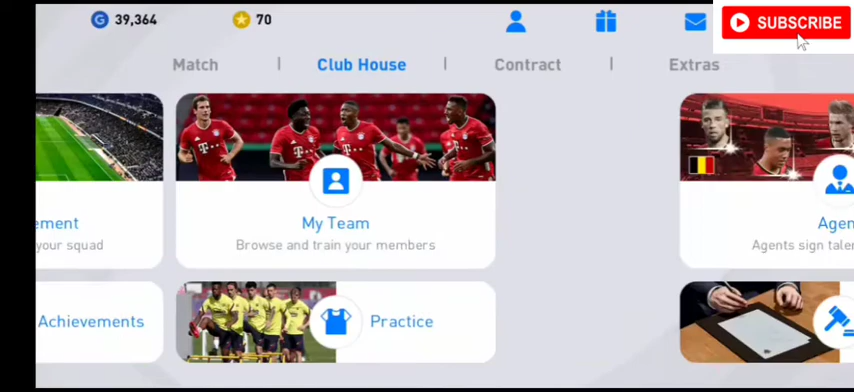 39,364
70
SUBSCRIBE
Match
Club House
Contract
Extras
ement
My Team
Agen
your squad
Browse and train your members
Agents sign talen
Achievements
Practice